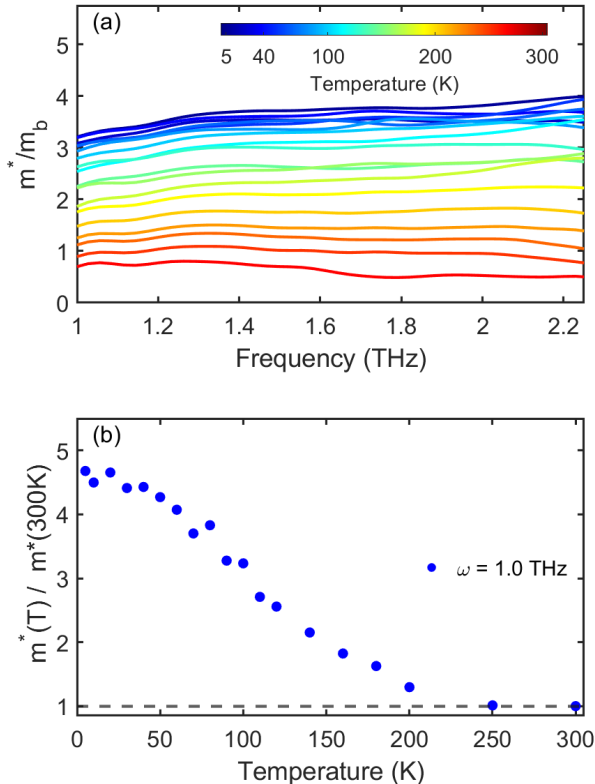 (a)
5
4
3
2
1
0
m*/m_b
5 40 100 200 300
Temperature (K)
1 1.2 1.4 1.6 1.8 2 2.2
Frequency (THz)
(b)
5
4
3
2
1
m*(T) / m*(300K)
ω = 1.0 THz
0 50 100 150 200 250 300
Temperature (K)